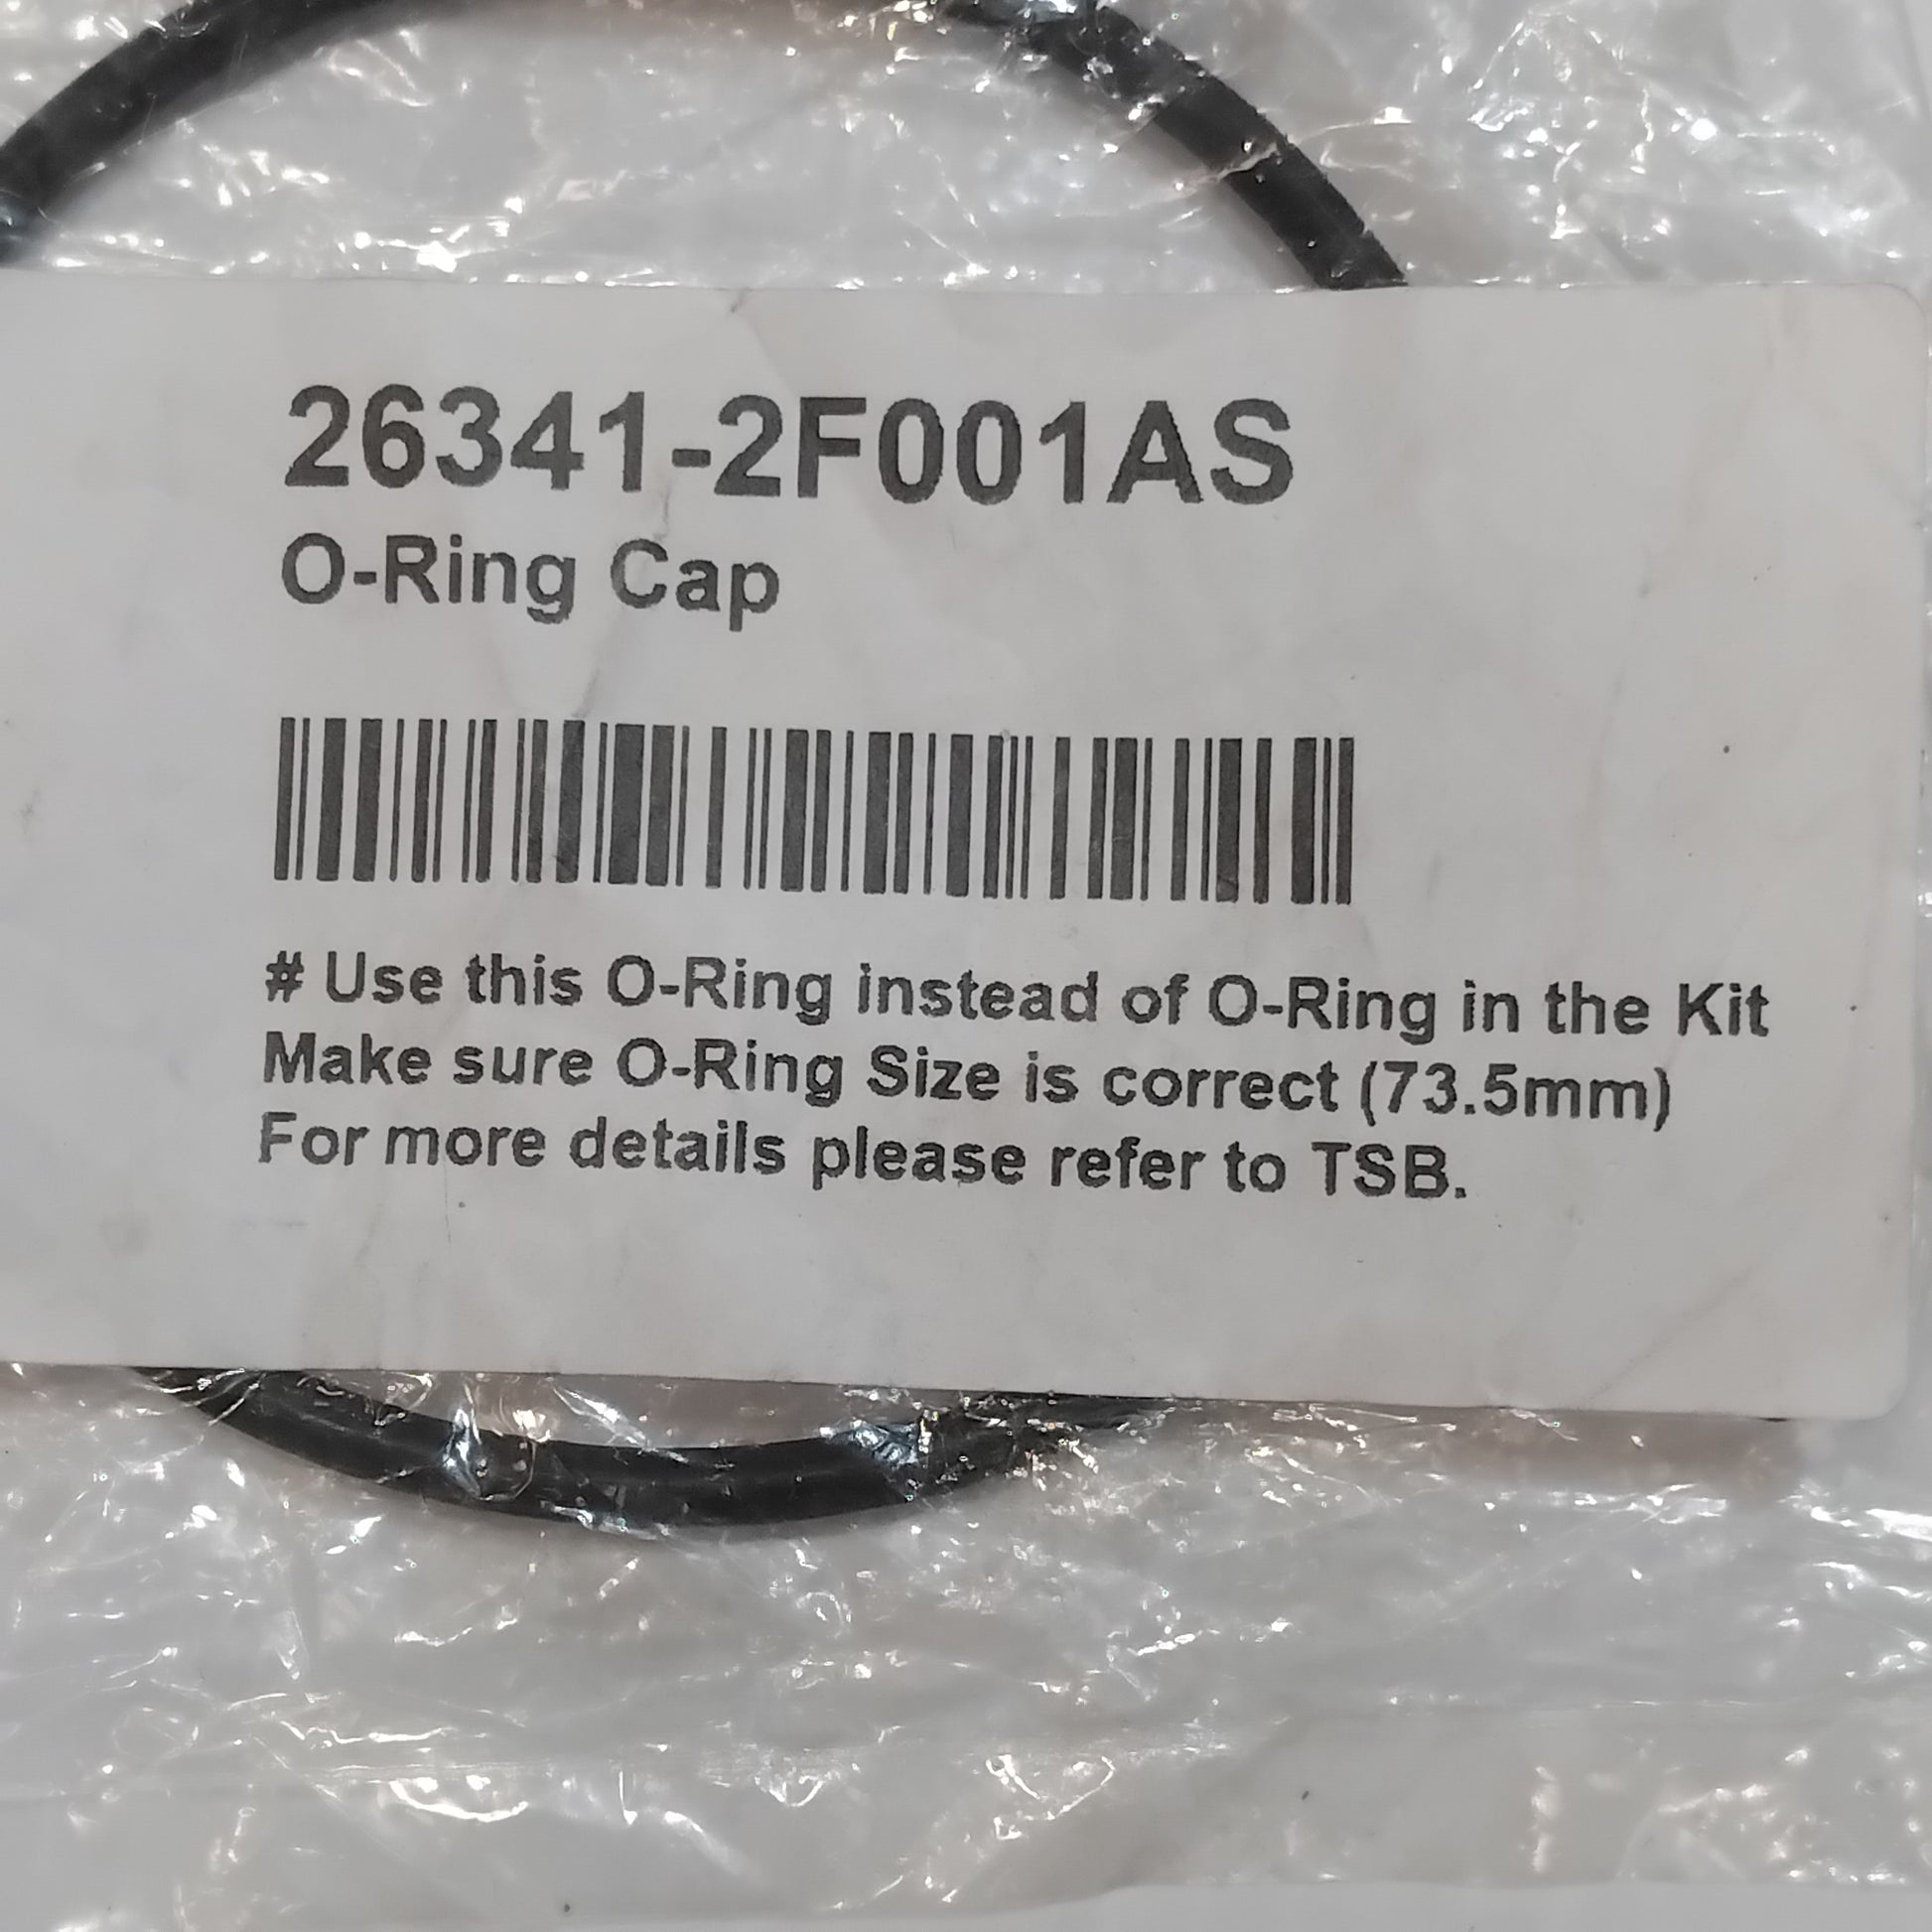 26341-2F001AS
O-Ring Cap
# Use this O-Ring instead of O-Ring in the Kit
Make sure O-Ring Size is correct (73.5mm)
For more details please refer to TSB.